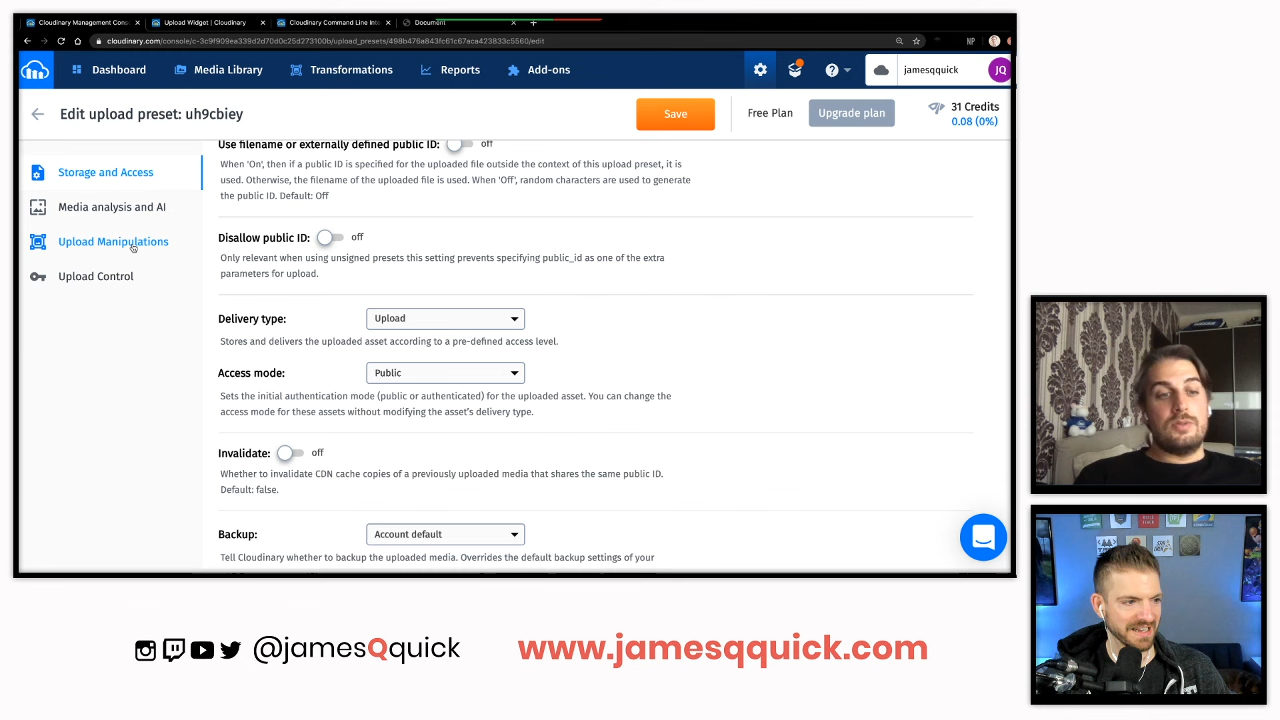 Cloudinary Management Cons
Upload Widget | Cloudinary
Cloudinary Command Line Inte
Document
cloudinary.com/console/c-3c9f909ea339d2d70d0c25d273100b/upload_presets/498b476a843fc61c67aca423833c5560/edit
NP
Dashboard
Media Library
Transformations
Reports
Add-ons
jamesqquick
JQ
Edit upload preset: uh9cbiey
Save
Free Plan
Upgrade plan
31 Credits
0.08 (0%)
Storage and Access
Media analysis and AI
Upload Manipulations
Upload Control
Use filename or externally defined public ID: off
When 'On', then if a public ID is specified for the uploaded file outside the context of this upload preset, it is
used. Otherwise, the filename of the uploaded file is used. When 'Off', random characters are used to generate
the public ID. Default: Off
Disallow public ID: off
Only relevant when using unsigned presets this setting prevents specifying public_id as one of the extra
parameters for upload.
Delivery type: Upload
Stores and delivers the uploaded asset according to a pre-defined access level.
Access mode: Public
Sets the initial authentication mode (public or authenticated) for the uploaded asset. You can change the
access mode for these assets without modifying the asset's delivery type.
Invalidate: off
Whether to invalidate CDN cache copies of a previously uploaded media that shares the same public ID.
Default: false.
Backup: Account default
Tell Cloudinary whether to backup the uploaded media. Overrides the default backup settings of your
@jamesQquick
www.jamesqquick.com